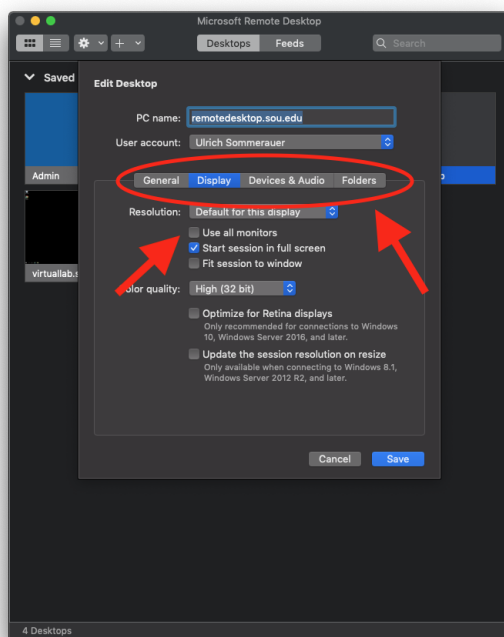 Microsoft Remote Desktop
Desktops Feeds Search
Saved
Edit Desktop
PC name: remotedesktop.sou.edu
User account: Ulrich Sommerauer
Admin
General Display Devices & Audio Folders
Resolution: Default for this display
Use all monitors
Start session in full screen
Fit session to window
virtuallab.s
Color quality: High (32 bit)
Optimize for Retina displays
Only recommended for connections to Windows
10, Windows Server 2016, and later.
Update the session resolution on resize
Only available when connecting to Windows 8.1,
Windows Server 2012 R2, and later.
Cancel Save
4 Desktops